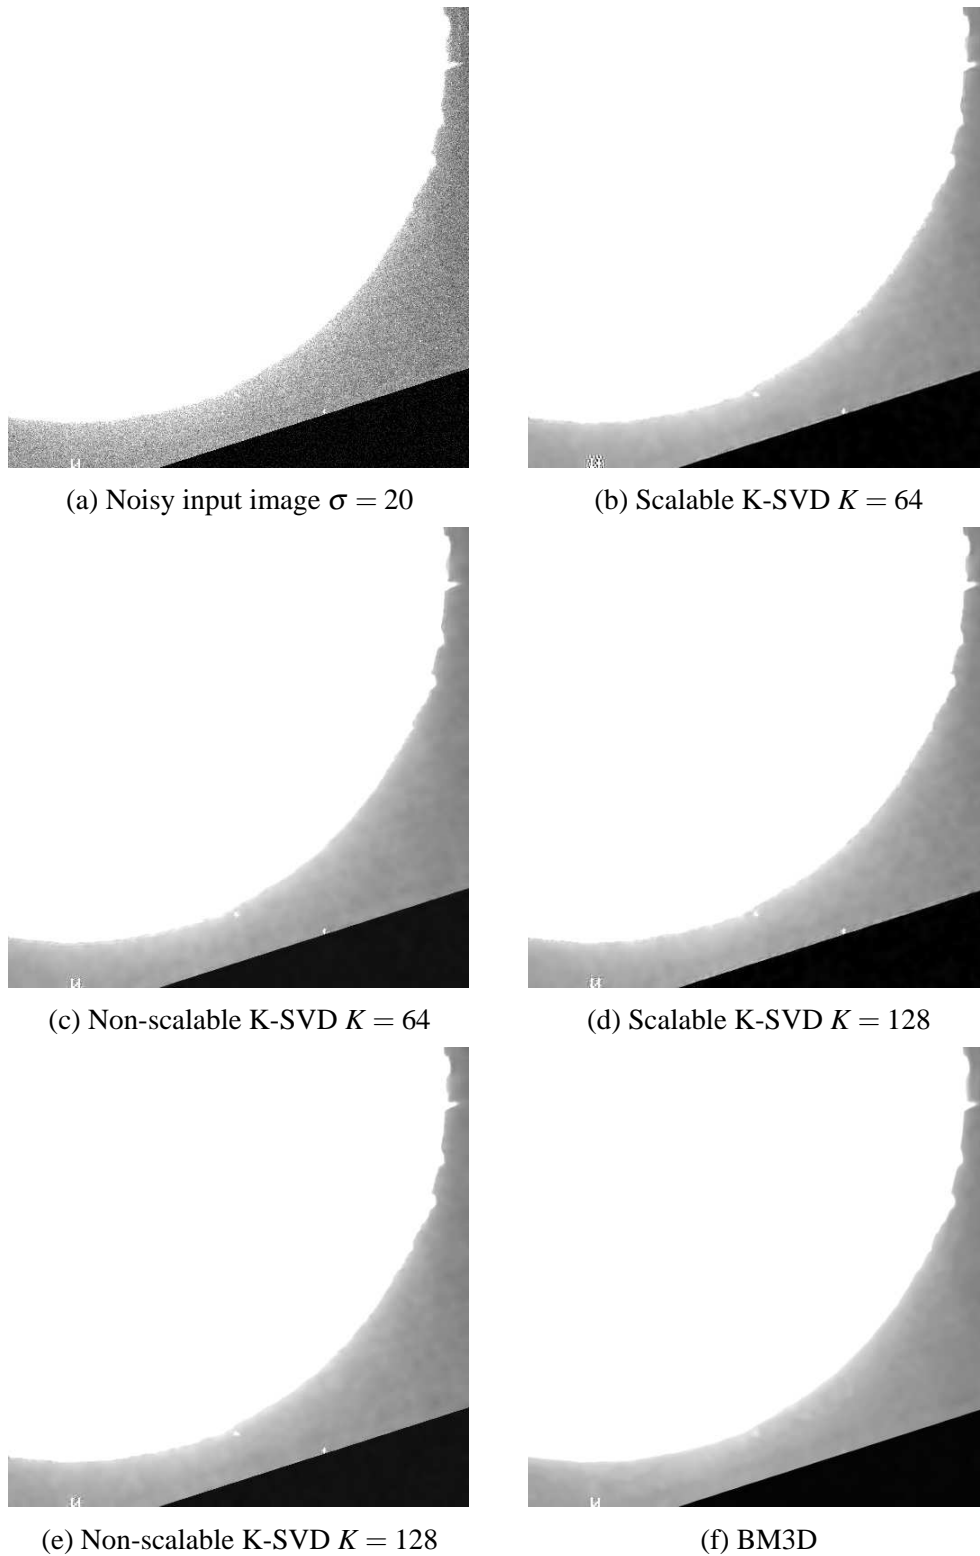 (a) Noisy input image σ = 20
(b) Scalable K-SVD K = 64
(c) Non-scalable K-SVD K = 64
(d) Scalable K-SVD K = 128
(e) Non-scalable K-SVD K = 128
(f) BM3D